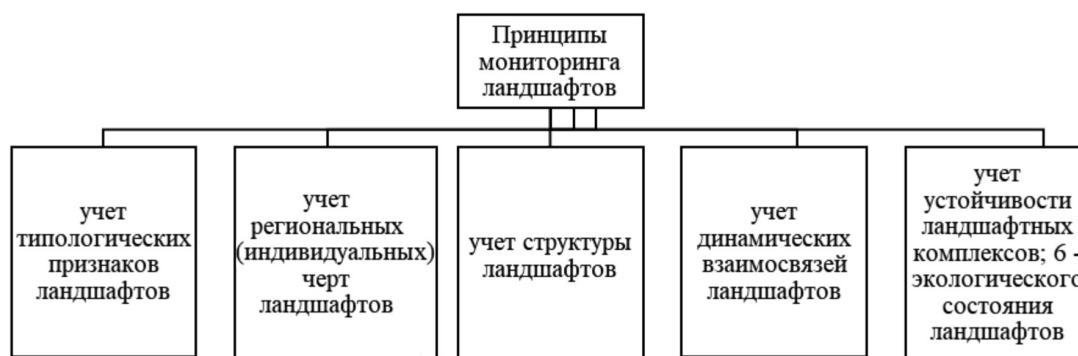 Принципы
мониторинга
ландшафтов
учет
типологических
признаков
ландшафтов
учет
региональных
(индивидуальных)
черт
ландшафтов
учет структуры
ландшафтов
учет
динамических
взаимосвязей
ландшафтов
учет
устойчивости
ландшафтных
комплексов; 6 -
экологического
состояния
ландшафтов